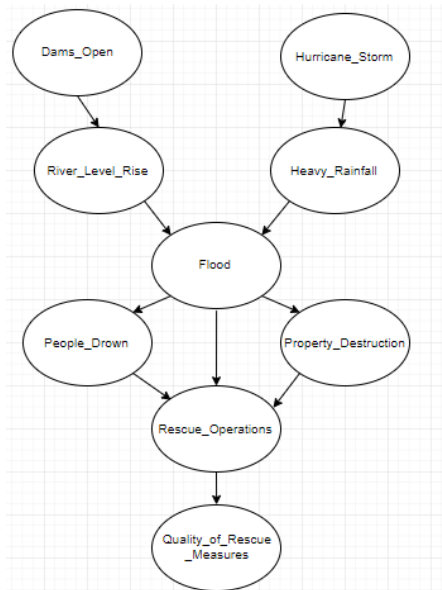 Dams_Open
Hurricane_Storm
River_Level_Rise
Heavy_Rainfall
Flood
People_Drown
Property_Destruction
Rescue_Operations
Quality_of_Rescue
_Measures